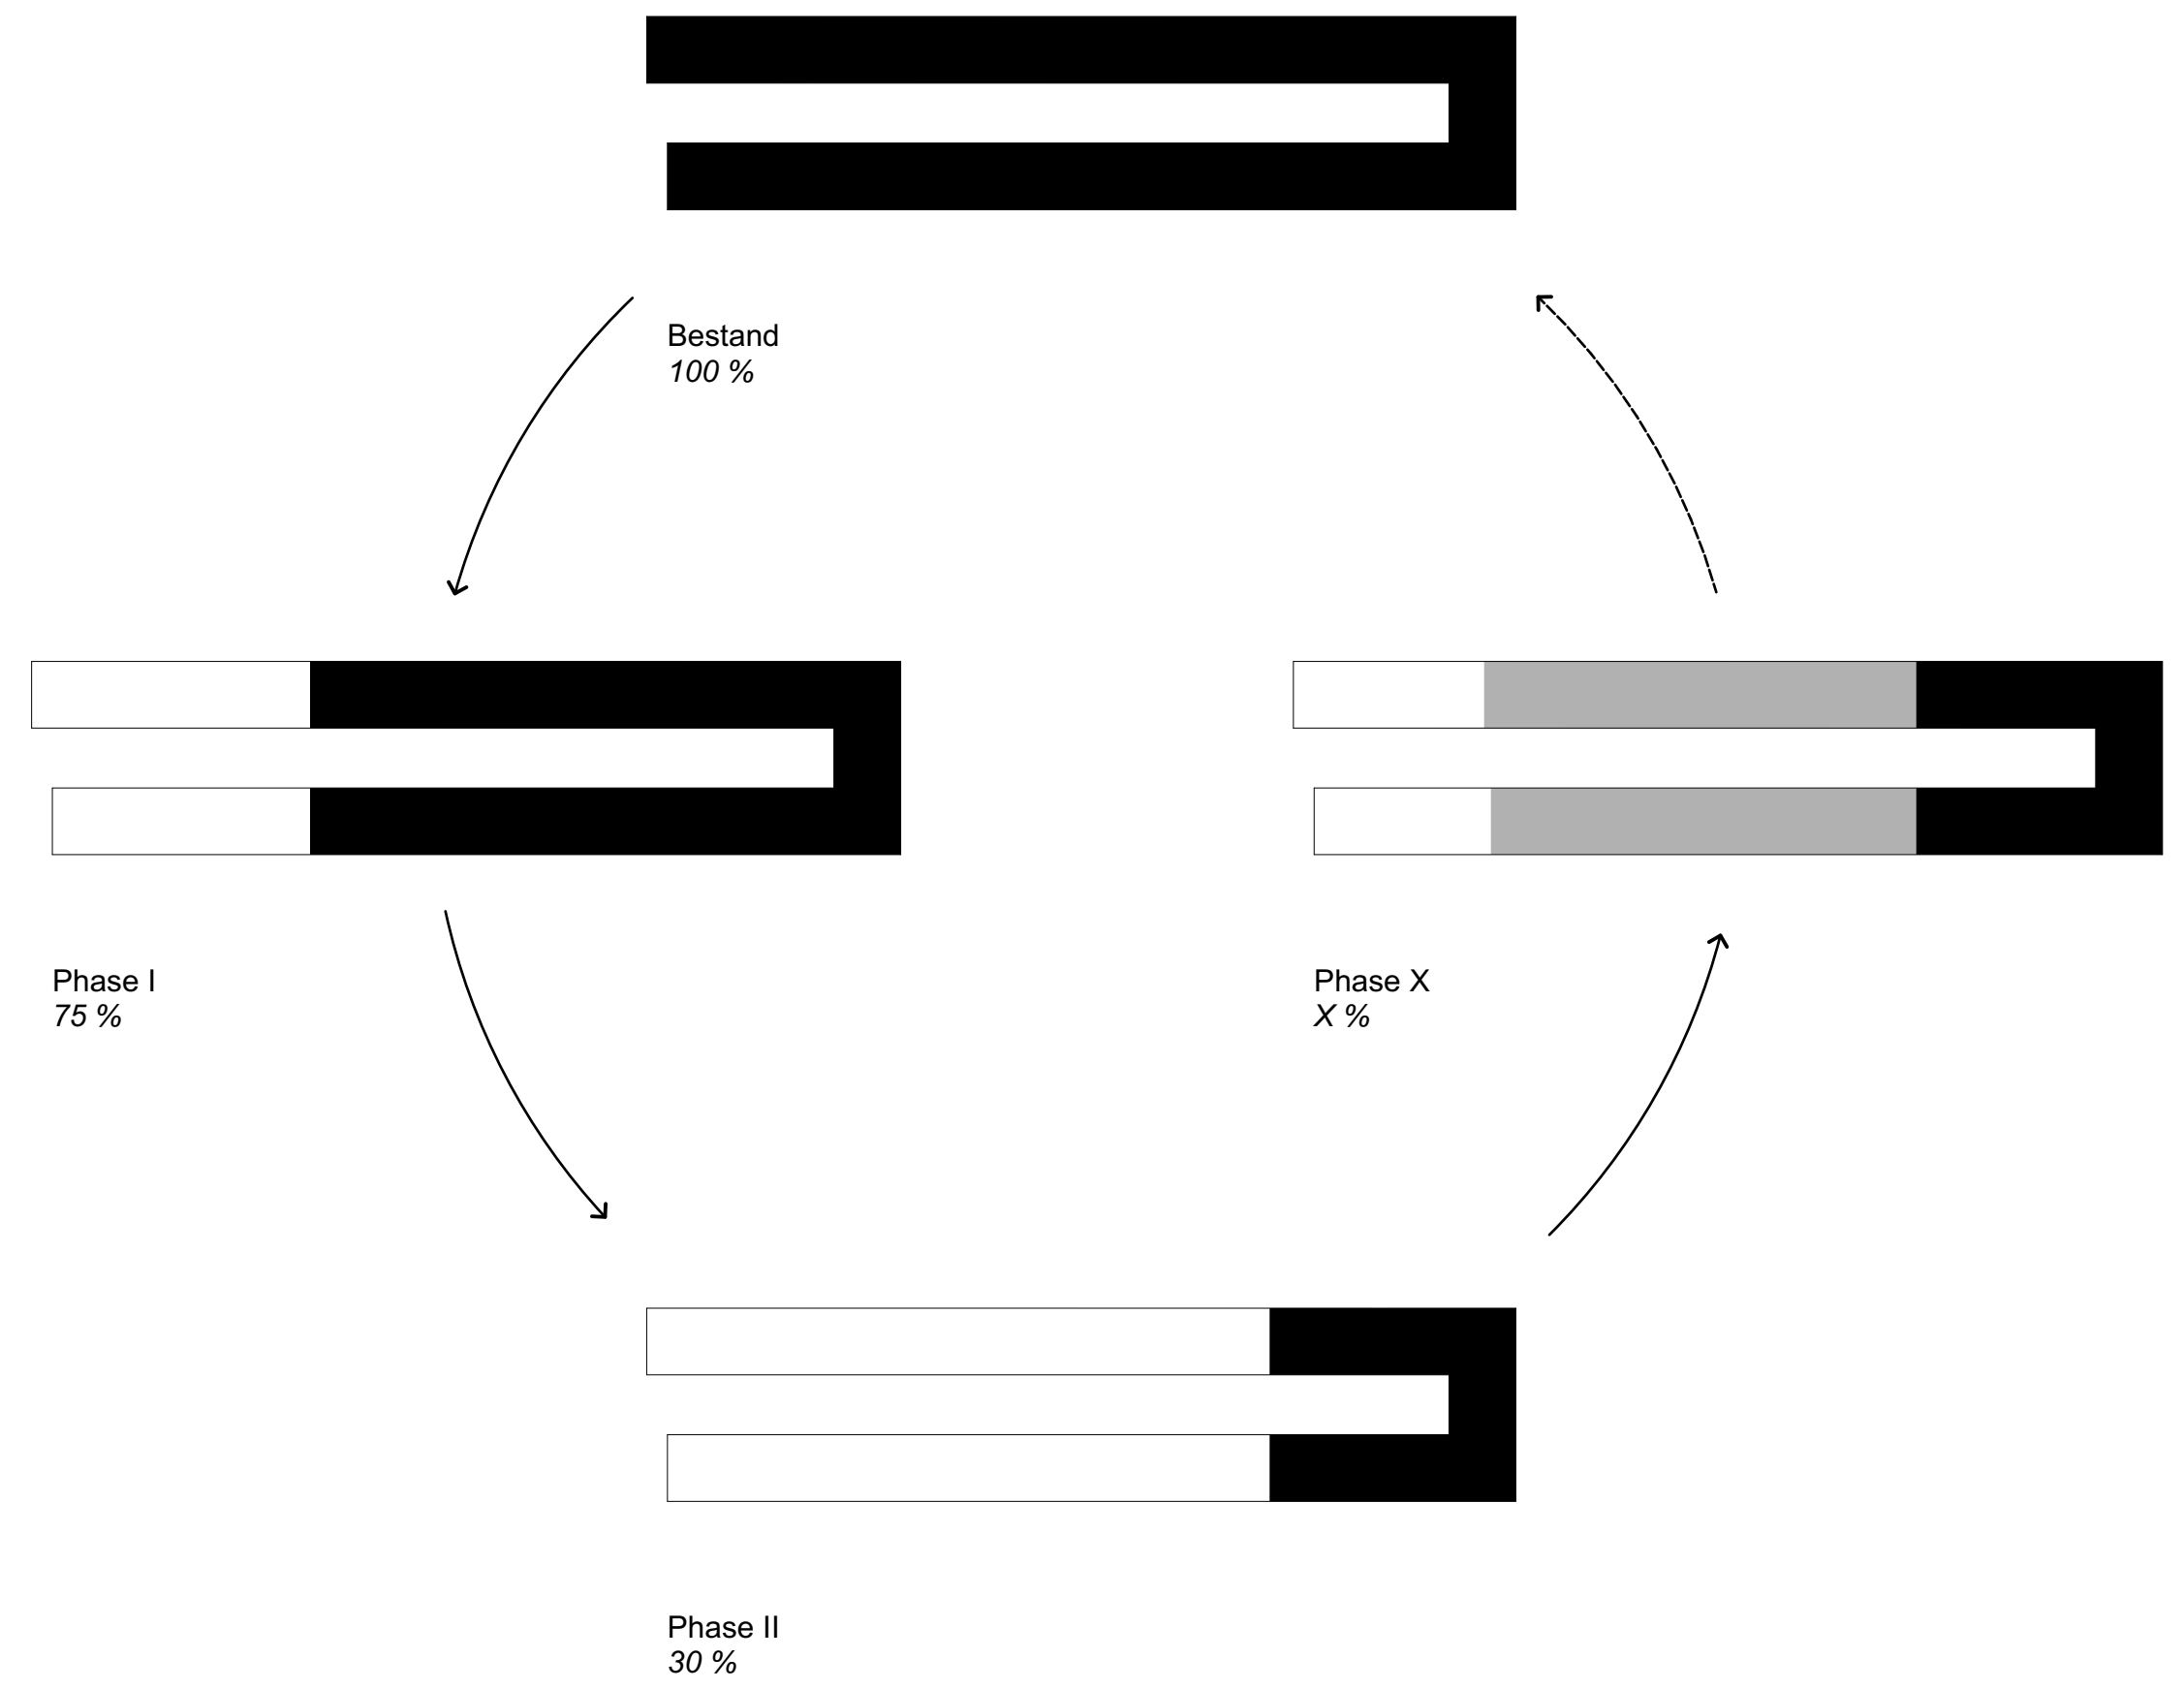 Bestand
100 %
Phase I
75 %
Phase X
X %
Phase II
30 %